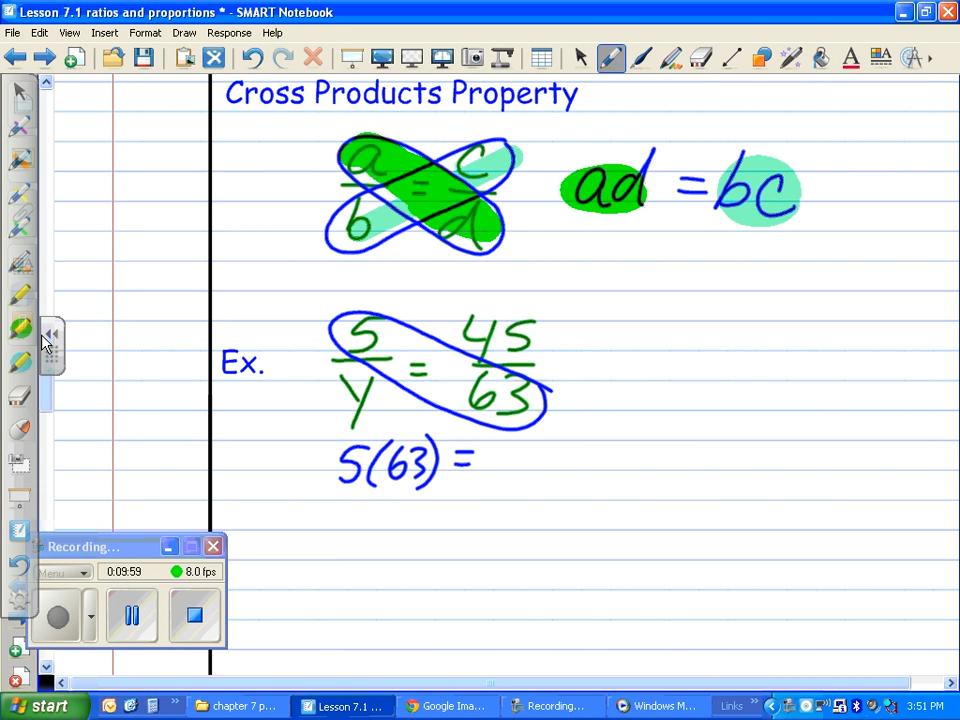 Lesson 7.1 ratios and proportions * - SMART Notebook
File Edit View Insert Format Draw Response Help
Cross Products Property
a/b = c/d ad = bc
Ex. 5/y = 45/63
5(63) =
Recording...
Menu 0:09:59 8.0 fps
start chapter 7 p... Lesson 7.1 ... Google Ima... Recording... Windows M... Links 3:51 PM